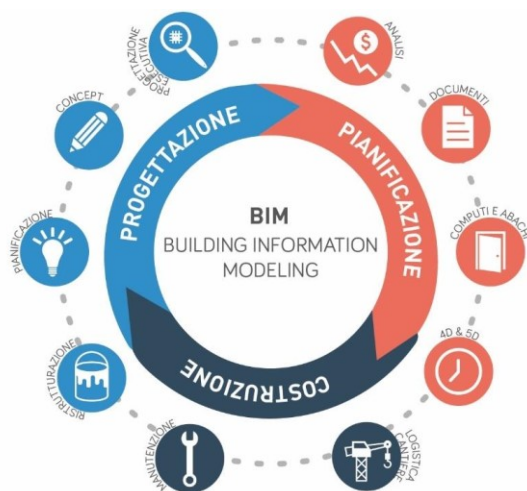 BIM
BUILDING INFORMATION
MODELING
PROGETTAZIONE
PIANIFICAZIONE
COSTRUZIONE
PROGETTAZIONE
ESECUTIVA
ANALISI
DOCUMENTI
COMPUTI E ABACHI
4D & 5D
LOGISTICA
CANTIERE
MANUTENZIONE
RISTRUTTURAZIONE
PIANIFICAZIONE
CONCEPT